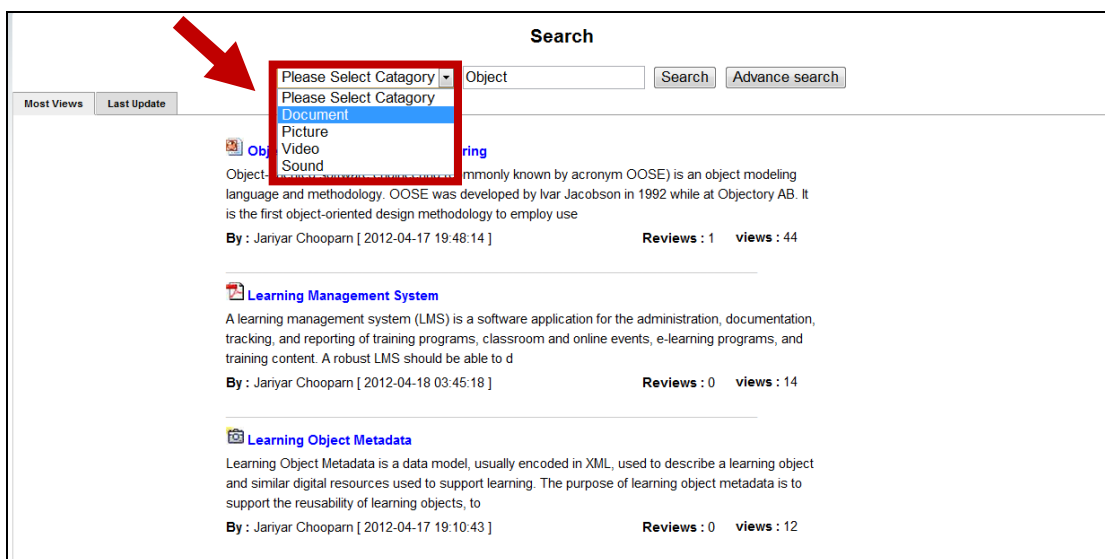 Search
Please Select Catagory Object Search Advance search
Please Select Catagory
Document
Picture
Video
Sound
Most Views Last Update
Obj ring
Object- mmonly known by acronym OOSE) is an object modeling
language and methodology. OOSE was developed by Ivar Jacobson in 1992 while at Objectory AB. It
is the first object-oriented design methodology to employ use
By : Jariyar Chooparn [ 2012-04-17 19:48:14 ] Reviews : 1 views : 44
Learning Management System
A learning management system (LMS) is a software application for the administration, documentation,
tracking, and reporting of training programs, classroom and online events, e-learning programs, and
training content. A robust LMS should be able to d
By : Jariyar Chooparn [ 2012-04-18 03:45:18 ] Reviews : 0 views : 14
Learning Object Metadata
Learning Object Metadata is a data model, usually encoded in XML, used to describe a learning object
and similar digital resources used to support learning. The purpose of learning object metadata is to
support the reusability of learning objects, to
By : Jariyar Chooparn [ 2012-04-17 19:10:43 ] Reviews : 0 views : 12